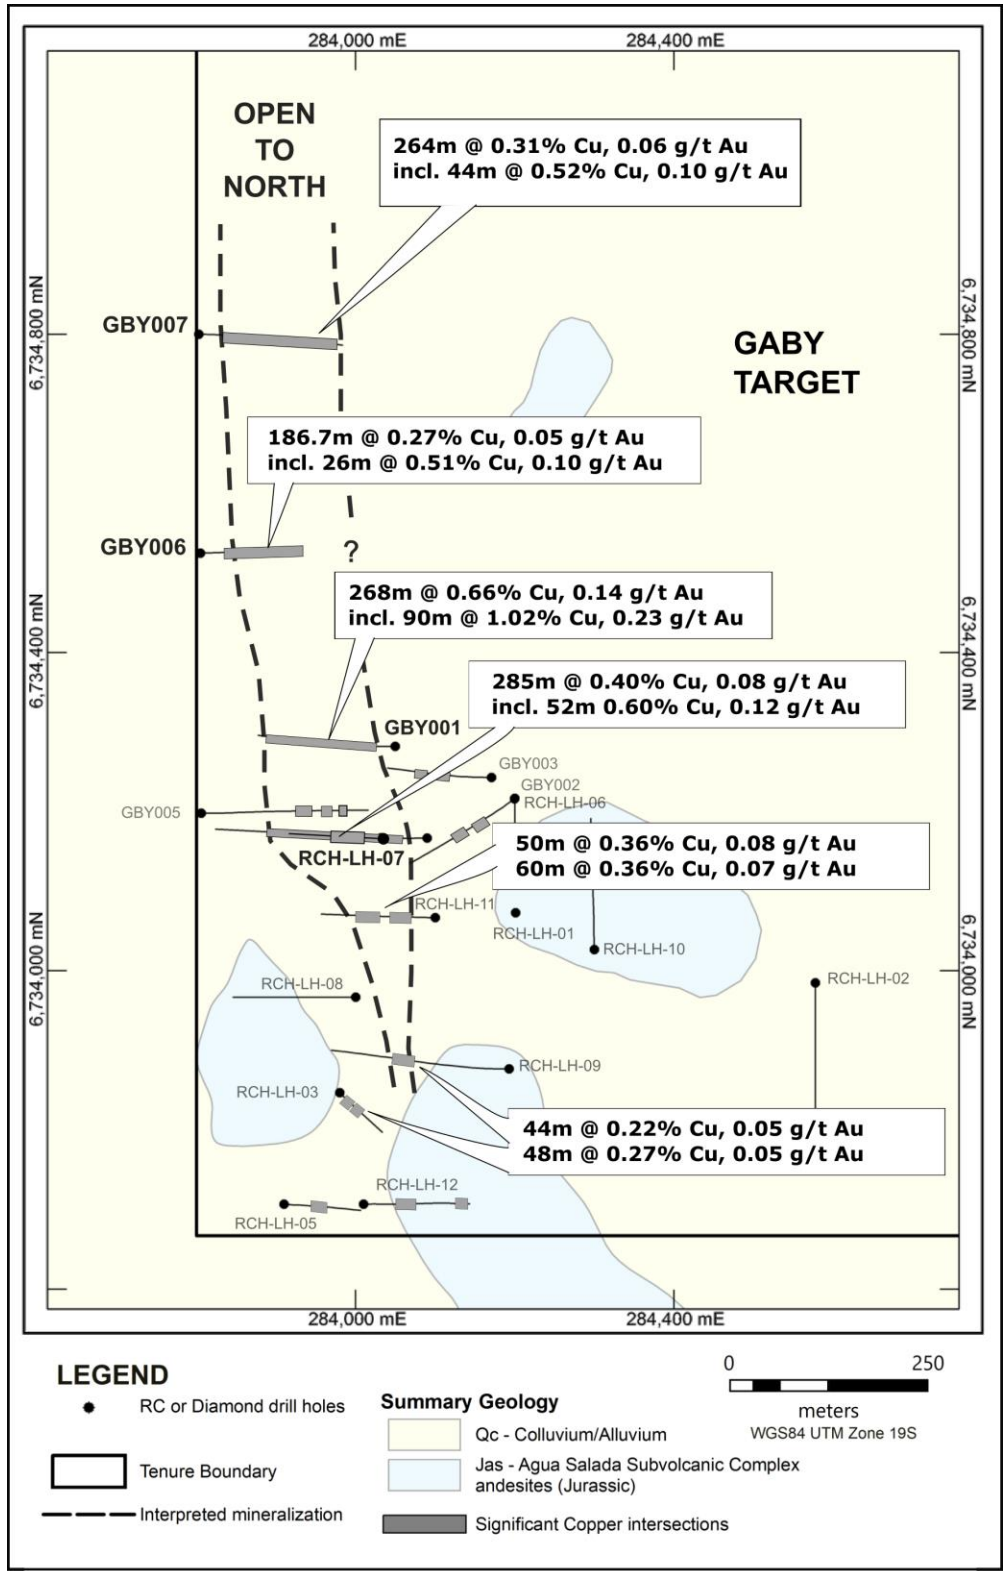 284,000 mE
284,400 mE
OPEN
TO
NORTH
264m @ 0.31% Cu, 0.06 g/t Au
incl. 44m @ 0.52% Cu, 0.10 g/t Au
6,734,800 mN
6,734,800 mN
GBY007
GABY
TARGET
186.7m @ 0.27% Cu, 0.05 g/t Au
incl. 26m @ 0.51% Cu, 0.10 g/t Au
GBY006
?
268m @ 0.66% Cu, 0.14 g/t Au
incl. 90m @ 1.02% Cu, 0.23 g/t Au
6,734,400 mN
6,734,400 mN
285m @ 0.40% Cu, 0.08 g/t Au
incl. 52m 0.60% Cu, 0.12 g/t Au
GBY001
GBY003
GBY002
RCH-LH-06
GBY005
RCH-LH-07
50m @ 0.36% Cu, 0.08 g/t Au
60m @ 0.36% Cu, 0.07 g/t Au
RCH-LH-11
RCH-LH-01
RCH-LH-10
6,734,000 mN
6,734,000 mN
RCH-LH-08
RCH-LH-02
RCH-LH-09
RCH-LH-03
44m @ 0.22% Cu, 0.05 g/t Au
48m @ 0.27% Cu, 0.05 g/t Au
RCH-LH-12
RCH-LH-05
284,000 mE
284,400 mE
LEGEND
RC or Diamond drill holes
Tenure Boundary
Interpreted mineralization
Summary Geology
Qc - Colluvium/Alluvium
Jas - Agua Salada Subvolcanic Complex
andesites (Jurassic)
Significant Copper intersections
0
250
meters
WGS84 UTM Zone 19S